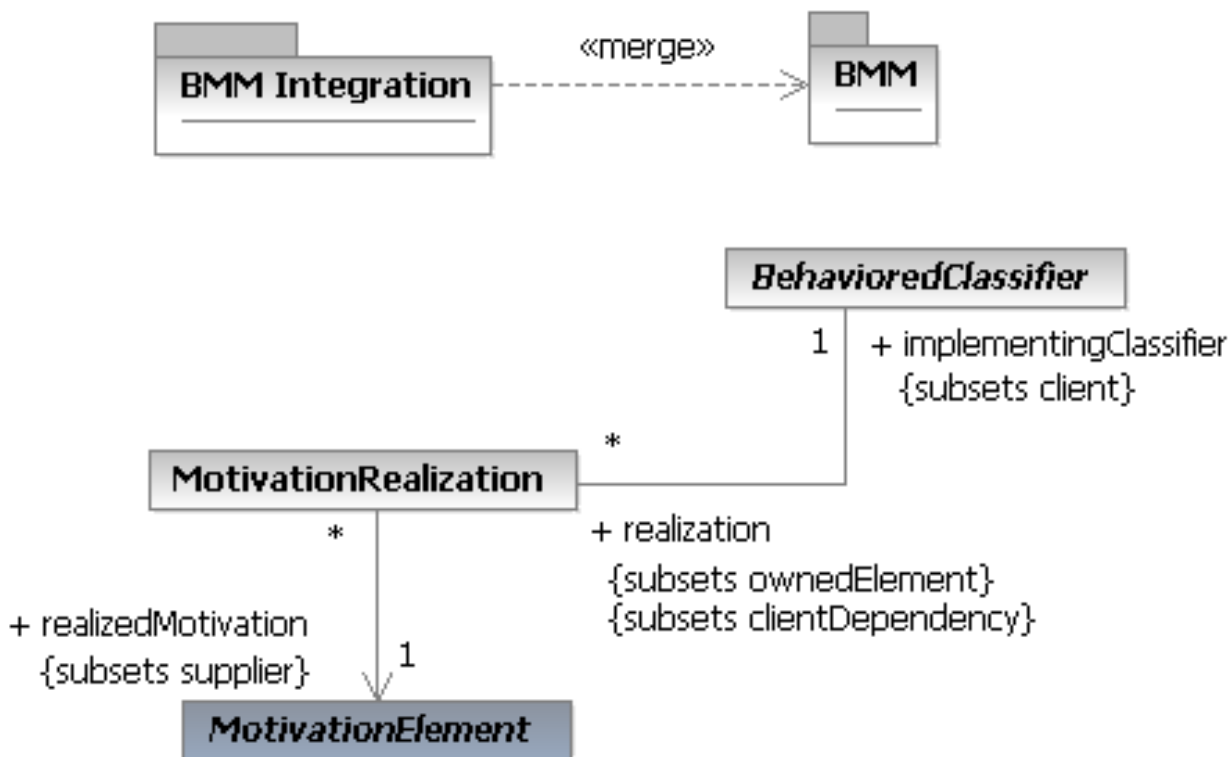 «merge»
BMM Integration
BMM
BehavioredClassifier
1
+ implementingClassifier
{subsets client}
*
MotivationRealization
*
+ realization
{subsets ownedElement}
{subsets clientDependency}
+ realizedMotivation
{subsets supplier}
1
MotivationElement